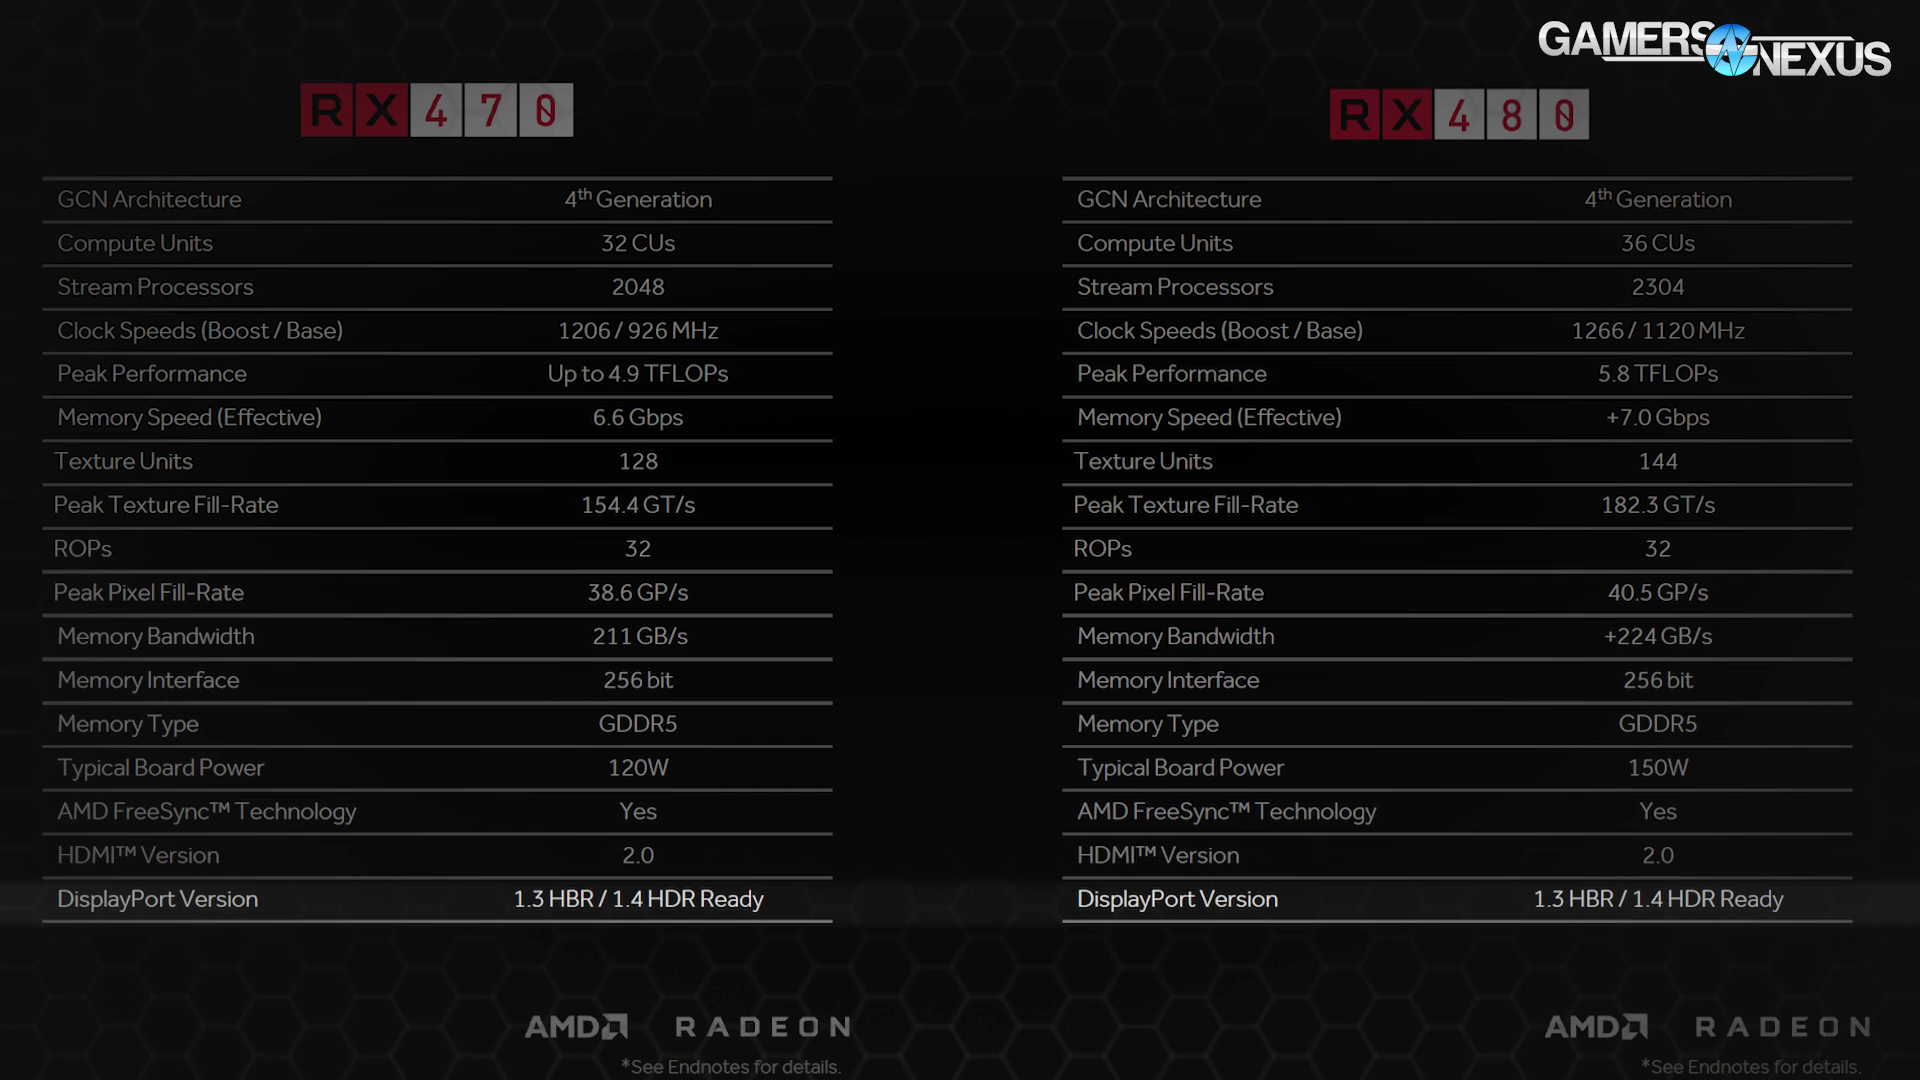 GAMERS NEXUS
RX470
GCN Architecture 4th Generation
Compute Units 32 CUs
Stream Processors 2048
Clock Speeds (Boost / Base) 1206 / 926 MHz
Peak Performance Up to 4.9 TFLOPs
Memory Speed (Effective) 6.6 Gbps
Texture Units 128
Peak Texture Fill-Rate 154.4 GT/s
ROPs 32
Peak Pixel Fill-Rate 38.6 GP/s
Memory Bandwidth 211 GB/s
Memory Interface 256 bit
Memory Type GDDR5
Typical Board Power 120W
AMD FreeSync™ Technology Yes
HDMI™ Version 2.0
DisplayPort Version 1.3 HBR / 1.4 HDR Ready
AMD RADEON
*See Endnotes for details.
RX480
GCN Architecture 4th Generation
Compute Units 36 CUs
Stream Processors 2304
Clock Speeds (Boost / Base) 1266 / 1120 MHz
Peak Performance 5.8 TFLOPs
Memory Speed (Effective) +7.0 Gbps
Texture Units 144
Peak Texture Fill-Rate 182.3 GT/s
ROPs 32
Peak Pixel Fill-Rate 40.5 GP/s
Memory Bandwidth +224 GB/s
Memory Interface 256 bit
Memory Type GDDR5
Typical Board Power 150W
AMD FreeSync™ Technology Yes
HDMI™ Version 2.0
DisplayPort Version 1.3 HBR / 1.4 HDR Ready
AMD RADEON
*See Endnotes for details.